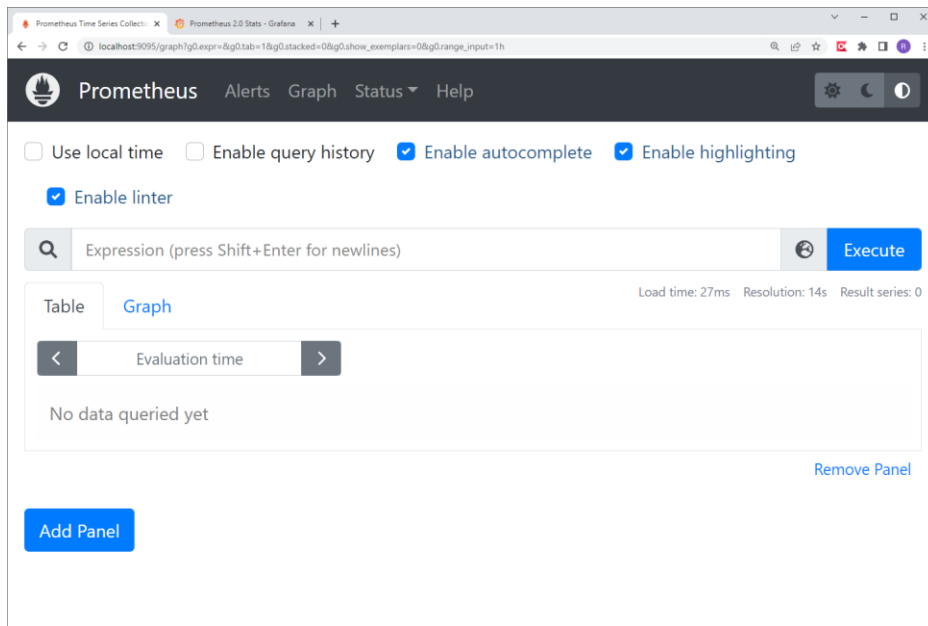 Prometheus Time Series Collectio Prometheus 2.0 Stats - Grafana
localhost:9095/graph?g0.expr=&g0.tab=1&g0.stacked=0&g0.show_exemplars=0&g0.range_input=1h
R
Prometheus Alerts Graph Status Help
Use local time Enable query history Enable autocomplete Enable highlighting
Enable linter
Expression (press Shift+Enter for newlines) Execute
Load time: 27ms Resolution: 14s Result series: 0
Table Graph
Evaluation time
No data queried yet
Remove Panel
Add Panel